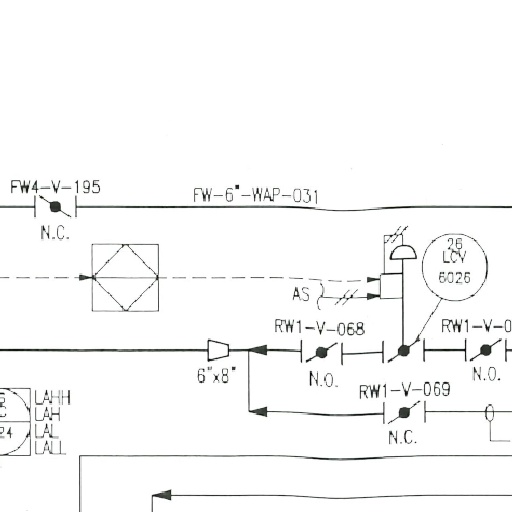 FW4-V-195
FW-6"-WAP-031
N.C.
26
LCV
6026
AS
RW1-V-068
RW1-V-0
6"x8"
N.O.
N.O.
RW1-V-069
N.C.
LAHH
LAH
LAL
LALL
24